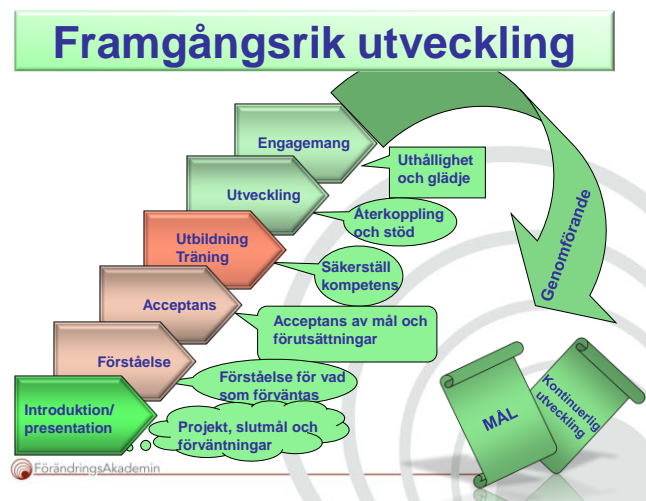 Framgångsrik utveckling
Engagemang
Uthållighet
och glädje
Utveckling
Återkoppling
och stöd
Utbildning
Träning
Säkerställ
kompetens
Acceptans
Acceptans av mål och
förutsättningar
Förståelse
Förståelse för vad
som förväntas
Introduktion/
presentation
Projekt, slutmål och
förväntningar
Genomförande
MÅL
Kontinuerlig
utveckling
FörändringsAkademin